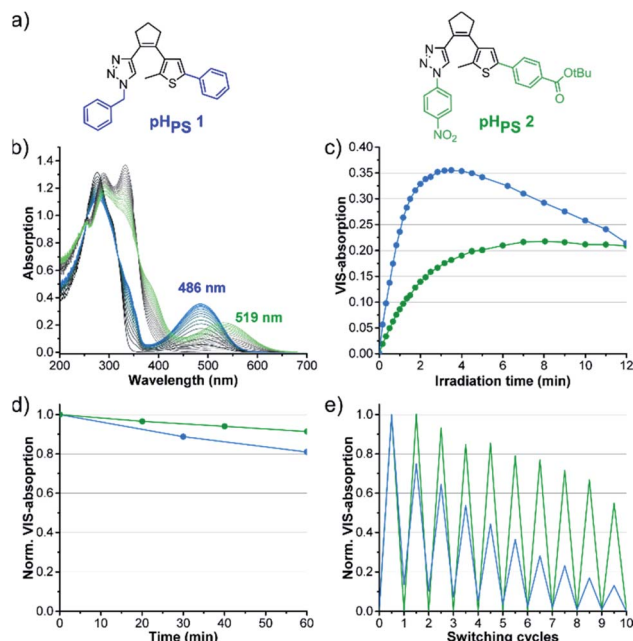 a)
N=N
N
S
pHPS 1
N=N
N
S
NO2
OtBu
O
pHPS 2
b)
1.4
1.2
1.0
0.8
0.6
0.4
0.2
0.0
Absorption
486 nm
519 nm
200 300 400 500 600 700
Wavelength (nm)
c)
0.40
0.35
0.30
0.25
0.20
0.15
0.10
0.05
0.00
VIS-absorption
0 2 4 6 8 10 12
Irradiation time (min)
d)
1.0
0.8
0.6
0.4
0.2
0.0
Norm. VIS-absoprtion
0 10 20 30 40 50 60
Time (min)
e)
1.0
0.8
0.6
0.4
0.2
0.0
Norm. VIS-absoprtion
0 1 2 3 4 5 6 7 8 9 10
Switching cycles